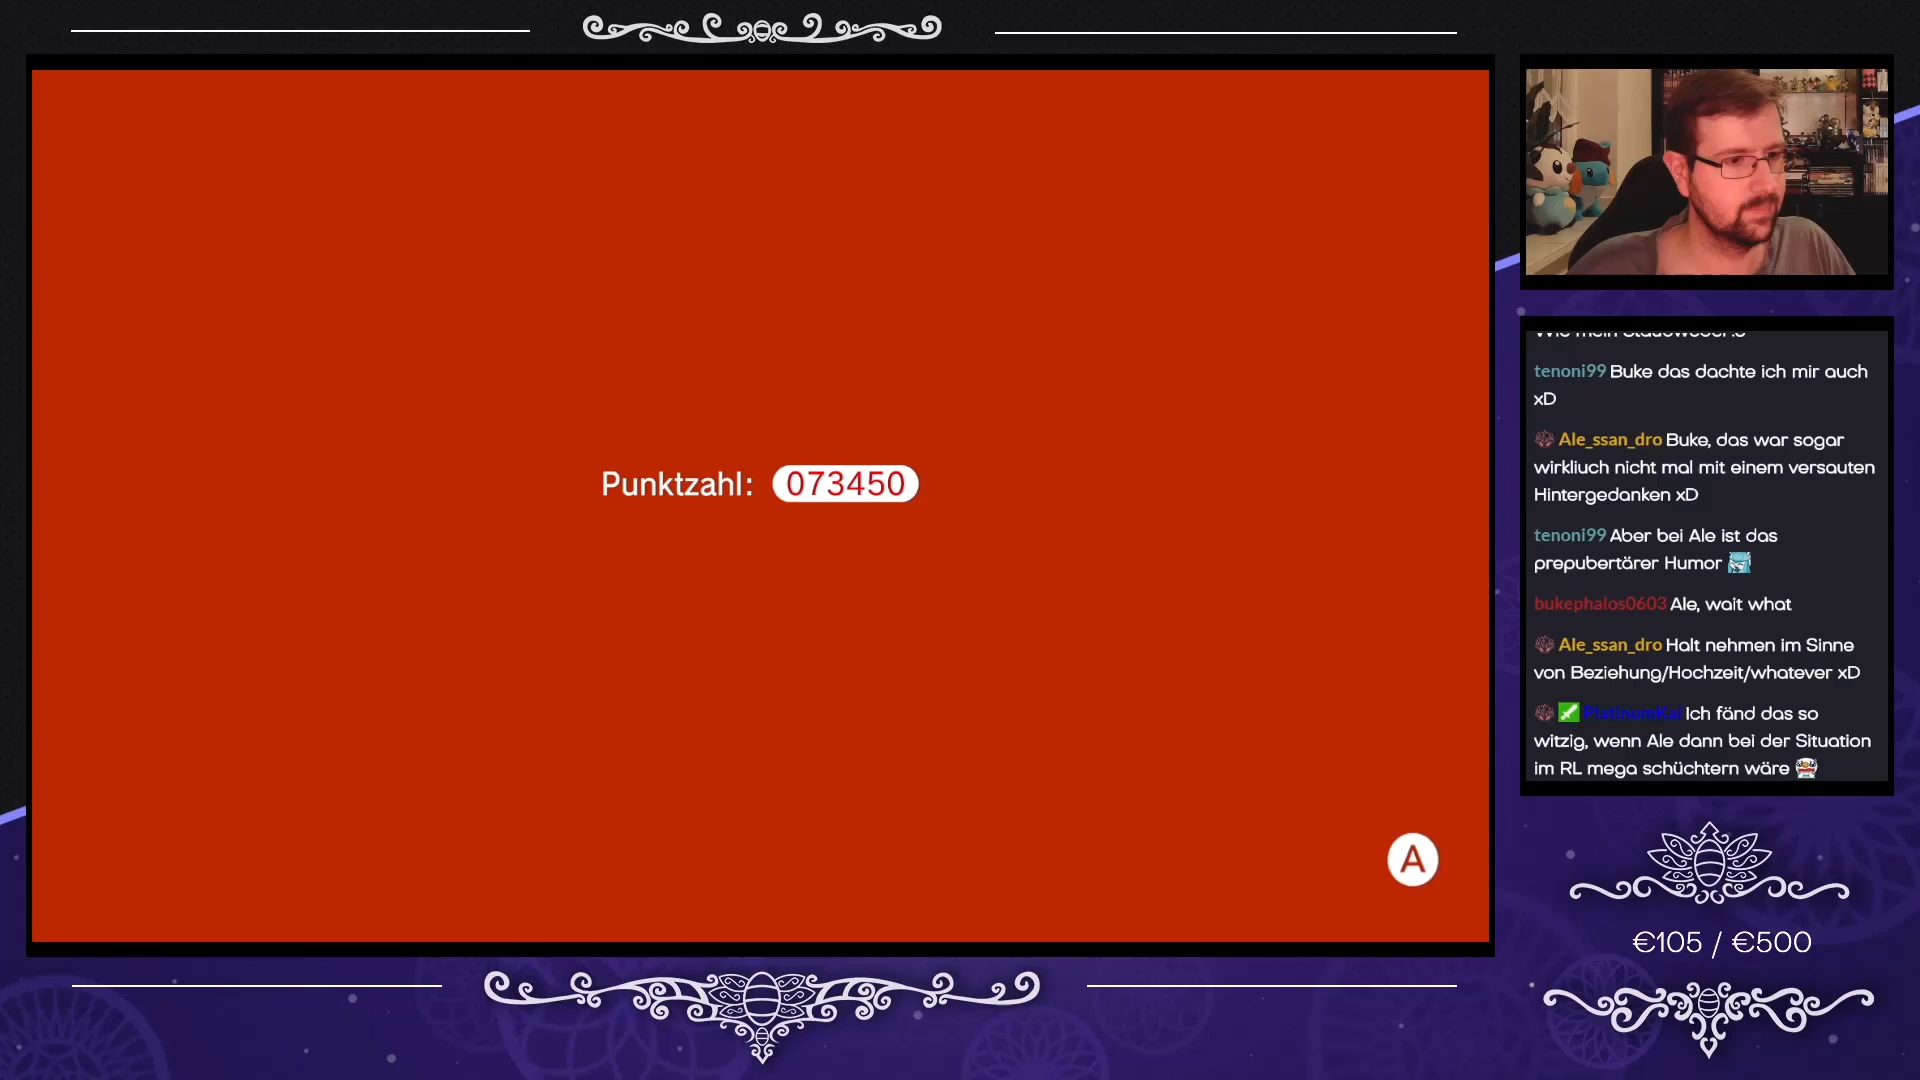 Punktzahl: 073450
A
tenoni99 Buke das dachte ich mir auch
xD
Ale_ssan_dro Buke, das war sogar
wirkliuch nicht mal mit einem versauten
Hintergedanken xD
tenoni99 Aber bei Ale ist das
prepubertärer Humor
bukephalos0603 Ale, wait what
Ale_ssan_dro Halt nehmen im Sinne
von Beziehung/Hochzeit/whatever xD
Ich fänd das so
witzig, wenn Ale dann bei der Situation
im RL mega schüchtern wäre
€105 / €500